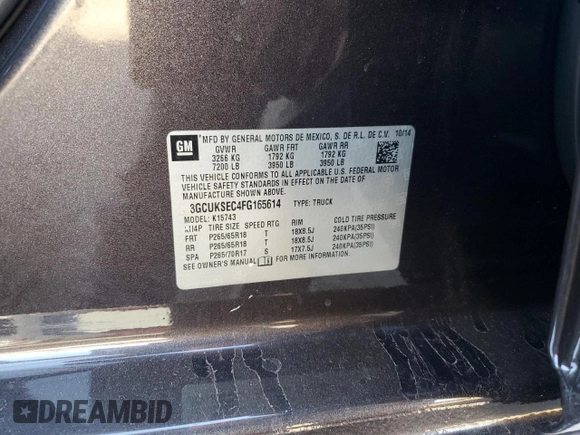 GM
MFD BY GENERAL MOTORS DE MEXICO, S. DE R.L. DE C.V. 10/14
GVWR GAWR FRT GAWR RR
3266 KG 1792 KG 1792 KG
7200 LB 3950 LB 3950 LB
THIS VEHICLE CONFORMS TO ALL APPLICABLE U.S. FEDERAL MOTOR
VEHICLE SAFETY STANDARDS IN EFFECT ON THE DATE OF
MANUFACTURE SHOWN ABOVE.
3GCUKSEC4FG165614 TYPE: TRUCK
MODEL: K15743
TIRE SIZE SPEED RTG RIM COLD TIRE PRESSURE
FRT P265/65R18 T 18X8.5J 240KPA(35PSI)
RR P265/65R18 T 18X8.5J 240KPA(35PSI)
SPA P265/70R17 S 17X7.5J 240KPA(35PSI)
SEE OWNER'S MANUAL FOR MORE INFORMATION.
DREAMBID